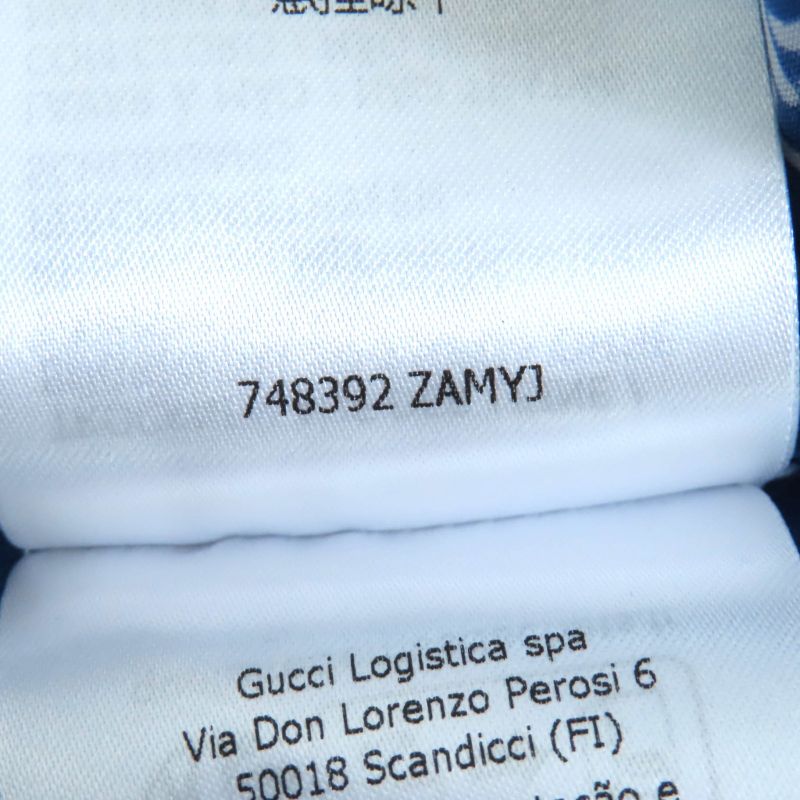 748392 ZAMYJ
Gucci Logistica spa
Via Don Lorenzo Perosi 6
50018 Scandicci (FI)
e